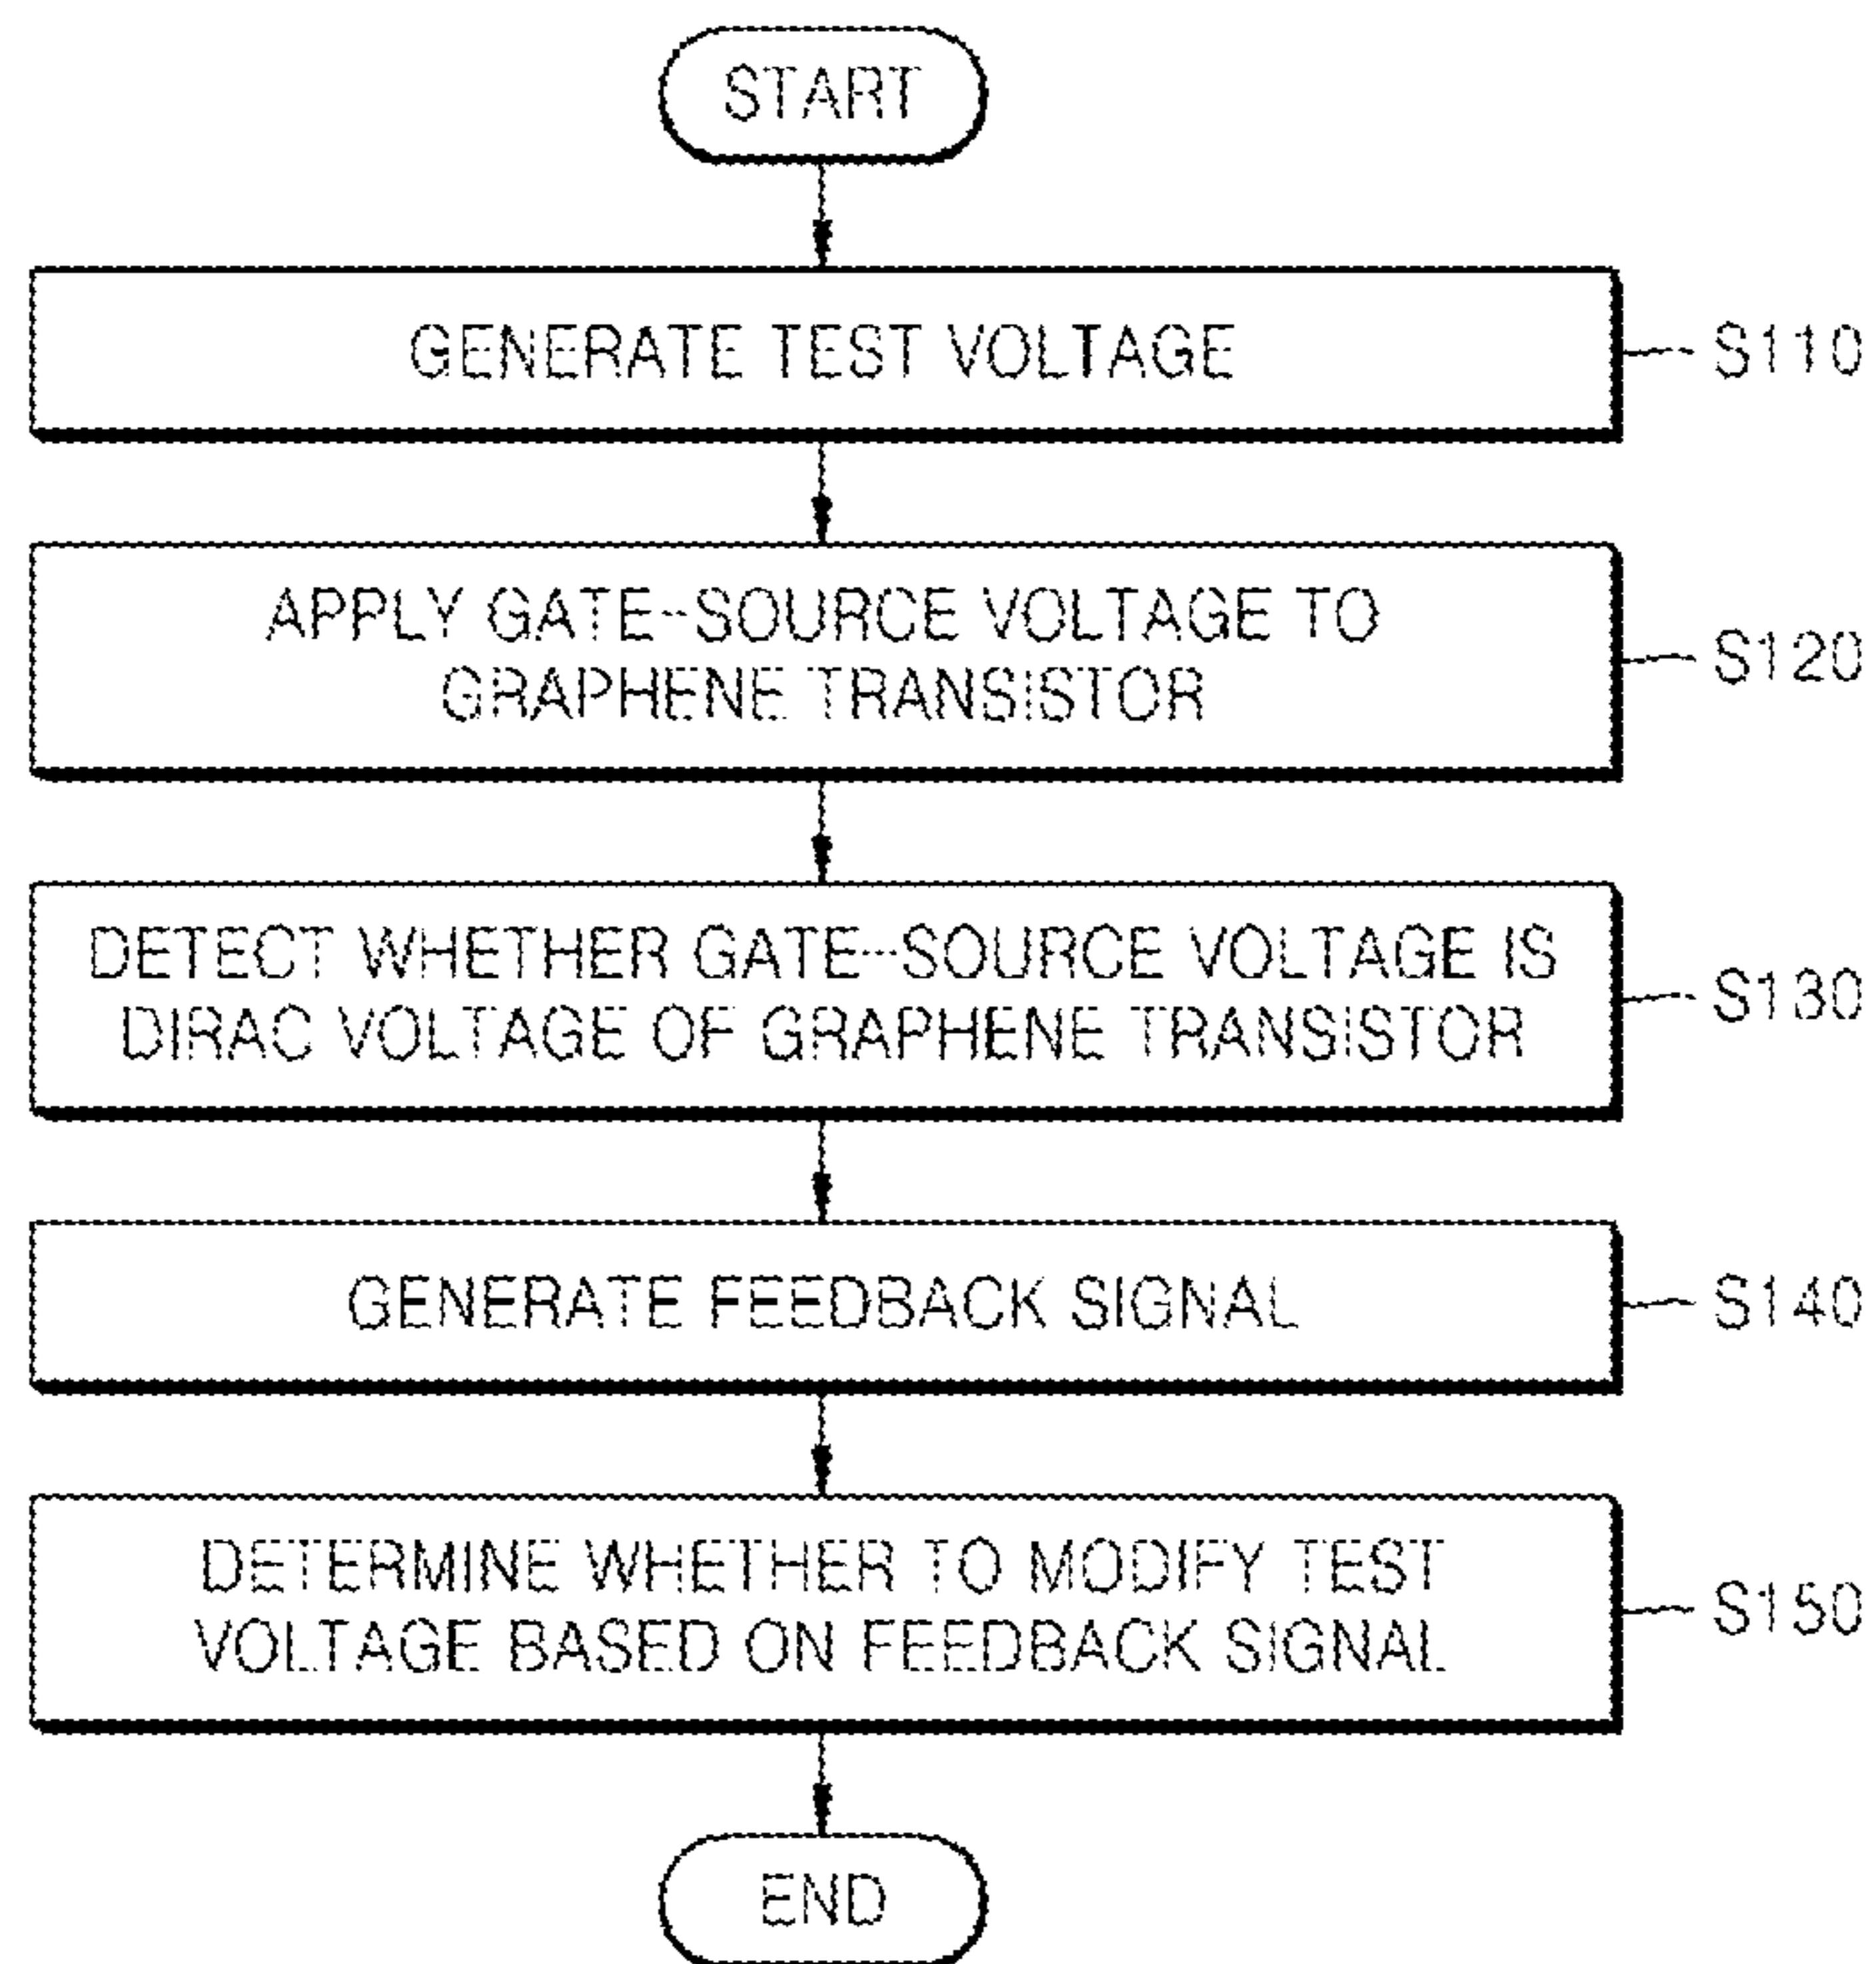 START
GENERATE TEST VOLTAGE
S110
APPLY GATE-SOURCE VOLTAGE TO
GRAPHENE TRANSISTOR
S120
DETECT WHETHER GATE-SOURCE VOLTAGE IS
DIRAC VOLTAGE OF GRAPHENE TRANSISTOR
S130
GENERATE FEEDBACK SIGNAL
S140
DETERMINE WHETHER TO MODIFY TEST
VOLTAGE BASED ON FEEDBACK SIGNAL
S150
END